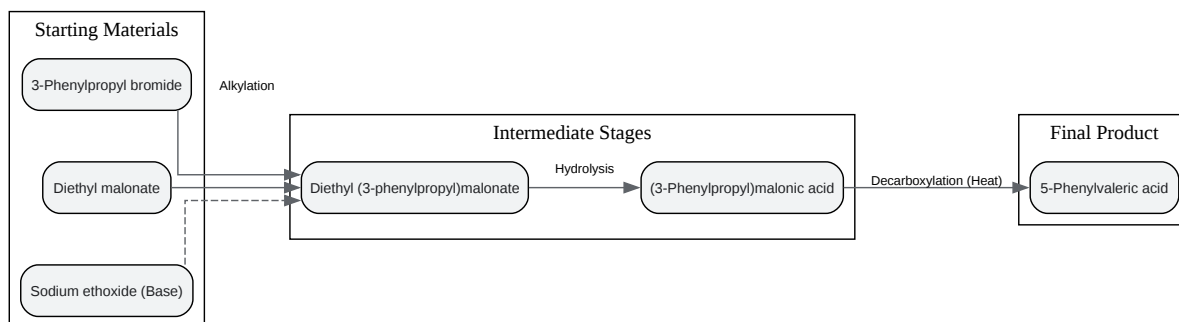 Starting Materials
3-Phenylpropyl bromide
Alkylation
Diethyl malonate
Sodium ethoxide (Base)
Intermediate Stages
Diethyl (3-phenylpropyl)malonate
Hydrolysis
(3-Phenylpropyl)malonic acid
Decarboxylation (Heat)
Final Product
5-Phenylvaleric acid